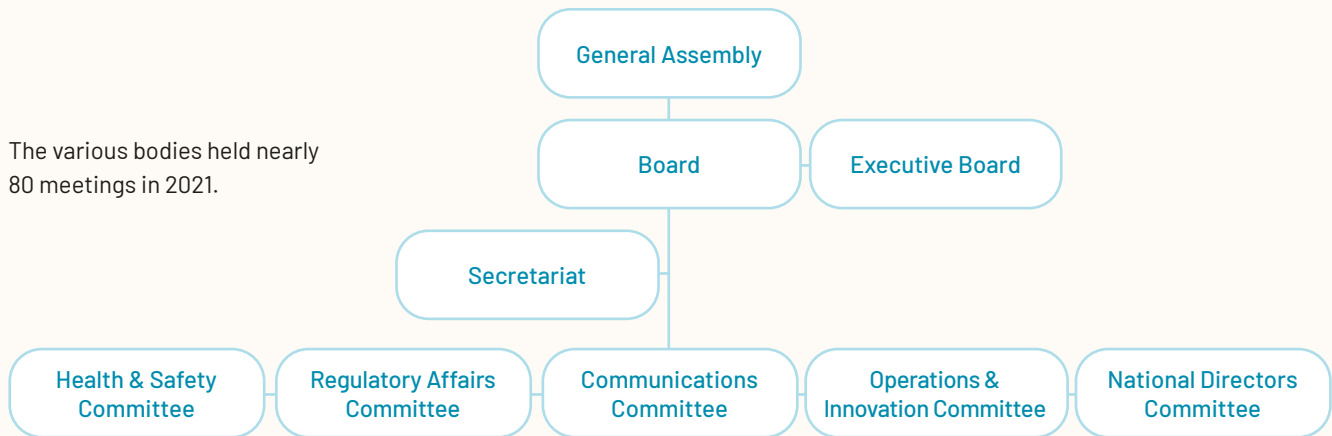 General Assembly
The various bodies held nearly
80 meetings in 2021.
Board
Executive Board
Secretariat
Health & Safety
Committee
Regulatory Affairs
Committee
Communications
Committee
Operations &
Innovation Committee
National Directors
Committee